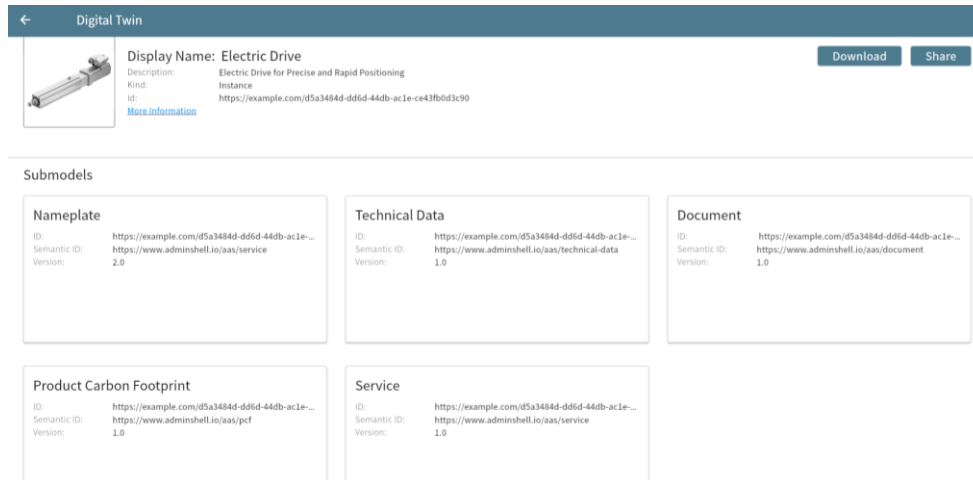 Digital Twin
Display Name: Electric Drive
Download
Share
Description: Electric Drive for Precise and Rapid Positioning
Kind: Instance
Id: https://example.com/d5a3484d-dd6d-44db-ac1e-ce43fb0d3c90
More Information
Submodels
Nameplate
ID: https://example.com/d5a3484d-dd6d-44db-ac1e-...
Semantic ID: https://www.adminshell.io/aas/service
Version: 2.0
Technical Data
ID: https://example.com/d5a3484d-dd6d-44db-ac1e-...
Semantic ID: https://www.adminshell.io/aas/technical-data
Version: 1.0
Document
ID: https://example.com/d5a3484d-dd6d-44db-ac1e-...
Semantic ID: https://www.adminshell.io/aas/document
Version: 1.0
Product Carbon Footprint
ID: https://example.com/d5a3484d-dd6d-44db-ac1e-...
Semantic ID: https://www.adminshell.io/aas/pcf
Version: 1.0
Service
ID: https://example.com/d5a3484d-dd6d-44db-ac1e-...
Semantic ID: https://www.adminshell.io/aas/service
Version: 1.0